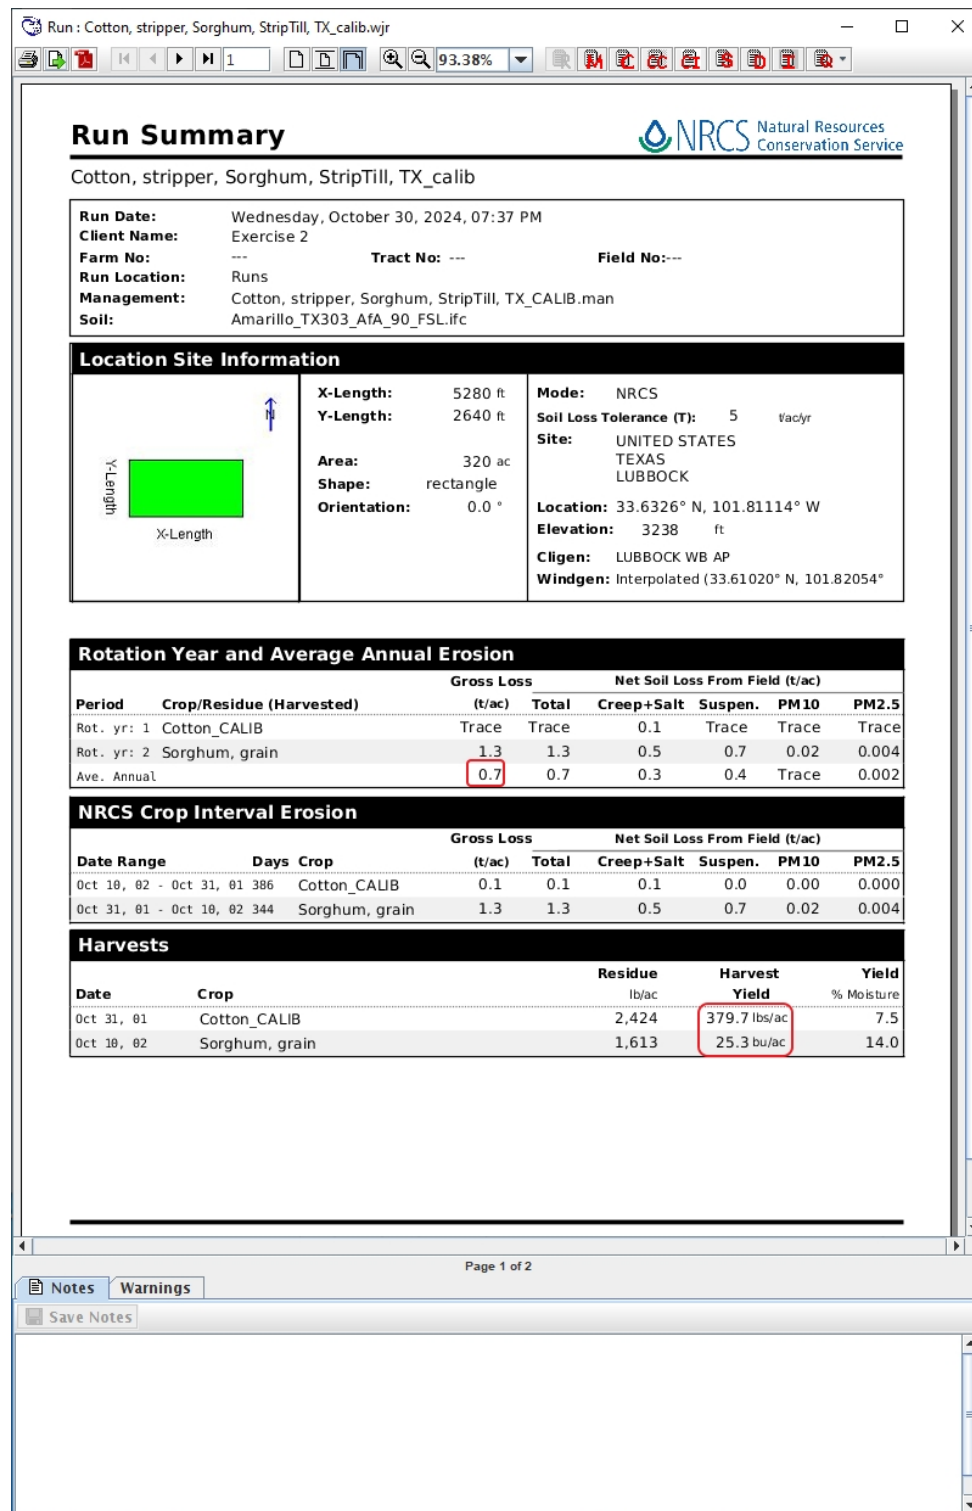 Run : Cotton, stripper, Sorghum, StripTill, TX_calib.wjr
1
93.38%
Run Summary
NRCS Natural Resources
Conservation Service
Cotton, stripper, Sorghum, StripTill, TX_calib
Run Date: Wednesday, October 30, 2024, 07:37 PM
Client Name: Exercise 2
Farm No: --- Tract No: --- Field No:---
Run Location: Runs
Management: Cotton, stripper, Sorghum, StripTill, TX_CALIB.man
Soil: Amarillo_TX303_AfA_90_FSL.ifc
Location Site Information
N
Y-Length
X-Length
X-Length: 5280 ft
Y-Length: 2640 ft
Area: 320 ac
Shape: rectangle
Orientation: 0.0 °
Mode: NRCS
Soil Loss Tolerance (T): 5 t/ac/yr
Site: UNITED STATES
TEXAS
LUBBOCK
Location: 33.6326° N, 101.81114° W
Elevation: 3238 ft
Cligen: LUBBOCK WB AP
Windgen: Interpolated (33.61020° N, 101.82054°
Rotation Year and Average Annual Erosion
Gross Loss Net Soil Loss From Field (t/ac)
Period Crop/Residue (Harvested) (t/ac) Total Creep+Salt Suspen. PM10 PM2.5
Rot. yr: 1 Cotton_CALIB Trace Trace 0.1 Trace Trace Trace
Rot. yr: 2 Sorghum, grain 1.3 1.3 0.5 0.7 0.02 0.004
Ave. Annual 0.7 0.7 0.3 0.4 Trace 0.002
NRCS Crop Interval Erosion
Gross Loss Net Soil Loss From Field (t/ac)
Date Range Days Crop (t/ac) Total Creep+Salt Suspen. PM10 PM2.5
Oct 10, 02 - Oct 31, 01 386 Cotton_CALIB 0.1 0.1 0.1 0.0 0.00 0.000
Oct 31, 01 - Oct 10, 02 344 Sorghum, grain 1.3 1.3 0.5 0.7 0.02 0.004
Harvests
Residue Harvest Yield
Date Crop lb/ac Yield % Moisture
Oct 31, 01 Cotton_CALIB 2,424 379.7 lbs/ac 7.5
Oct 10, 02 Sorghum, grain 1,613 25.3 bu/ac 14.0
Page 1 of 2
Notes Warnings
Save Notes